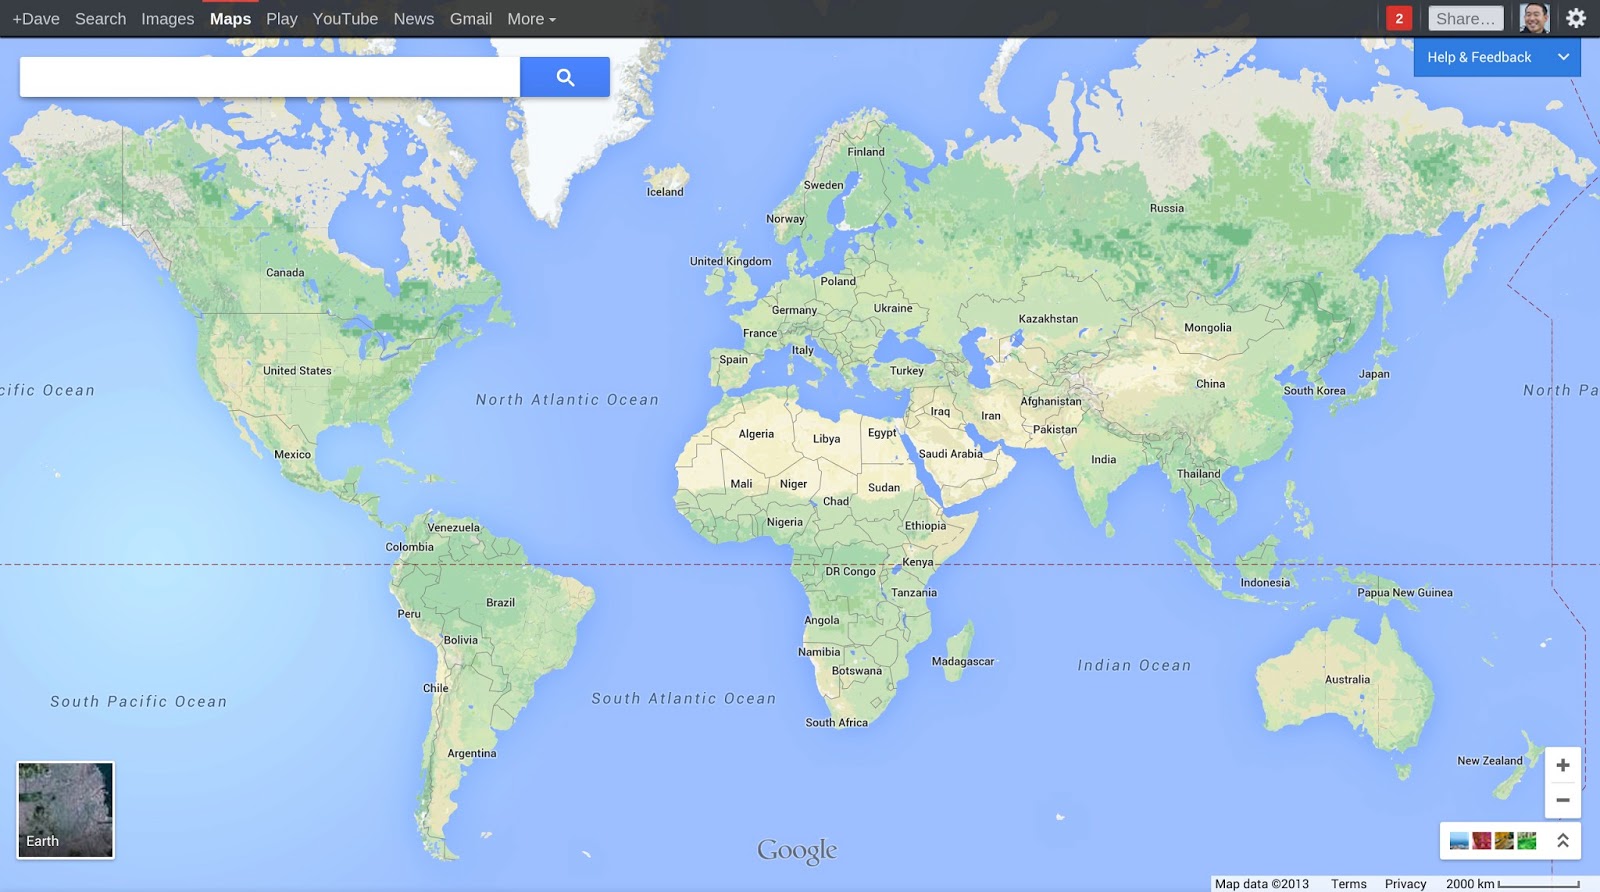 +Dave Search Images Maps Play YouTube News Gmail More
2 Share…
Help & Feedback
Finland
Sweden
Iceland
Norway
Russia
United Kingdom
Canada
Poland
Germany
Ukraine
Kazakhstan
Mongolia
France
Italy
Spain
United States
Turkey
Japan
China
South Korea
cific Ocean
North Atlantic Ocean
North Pa
Afghanistan
Iraq
Iran
Algeria
Libya
Egypt
Pakistan
Mexico
Saudi Arabia
India
Thailand
Mali
Niger
Sudan
Chad
Nigeria
Ethiopia
Venezuela
Colombia
Kenya
DR Congo
Indonesia
Tanzania
Papua New Guinea
Brazil
Peru
Angola
Bolivia
Namibia
Madagascar
Indian Ocean
Botswana
Australia
Chile
South Pacific Ocean
South Atlantic Ocean
South Africa
Argentina
New Zealand
Earth
Google
Map data ©2013 Terms Privacy 2000 km